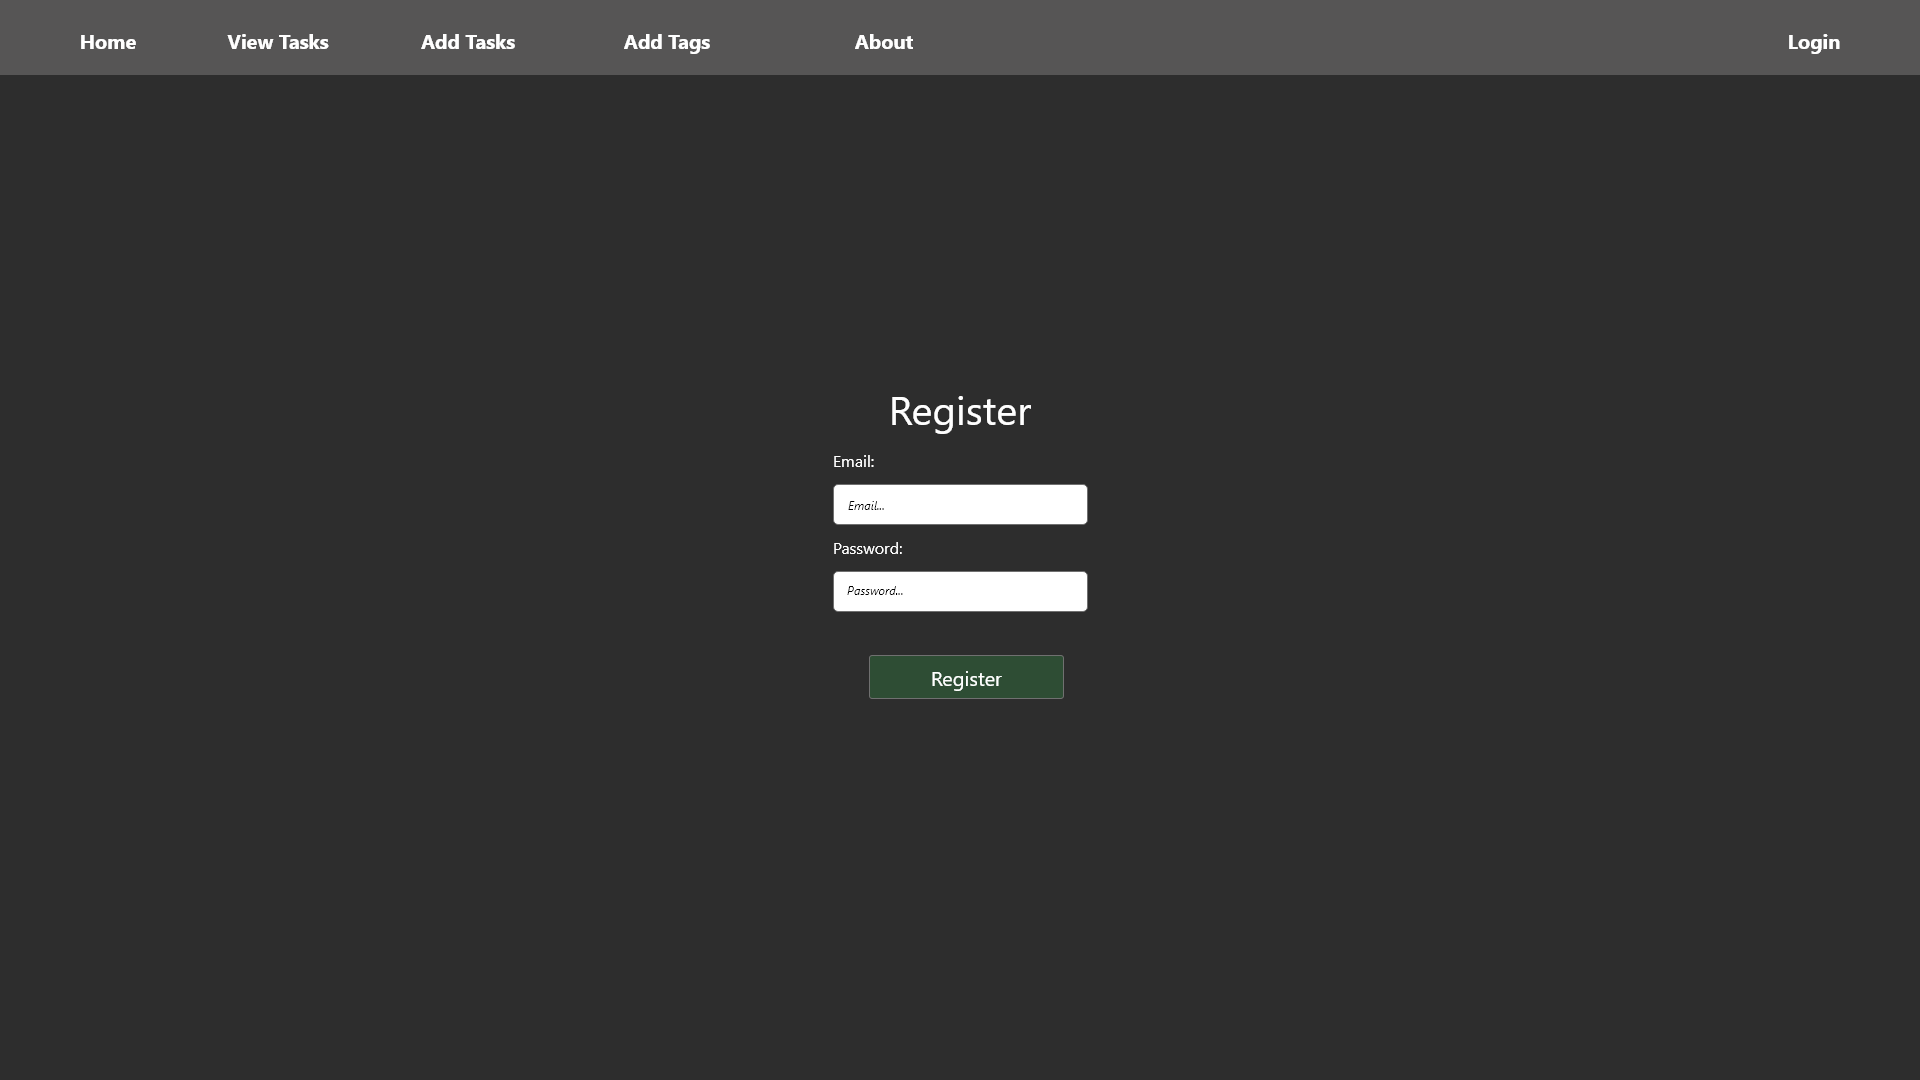 Home View Tasks Add Tasks Add Tags About Login
Register
Email:
Email...
Password:
Password...
Register